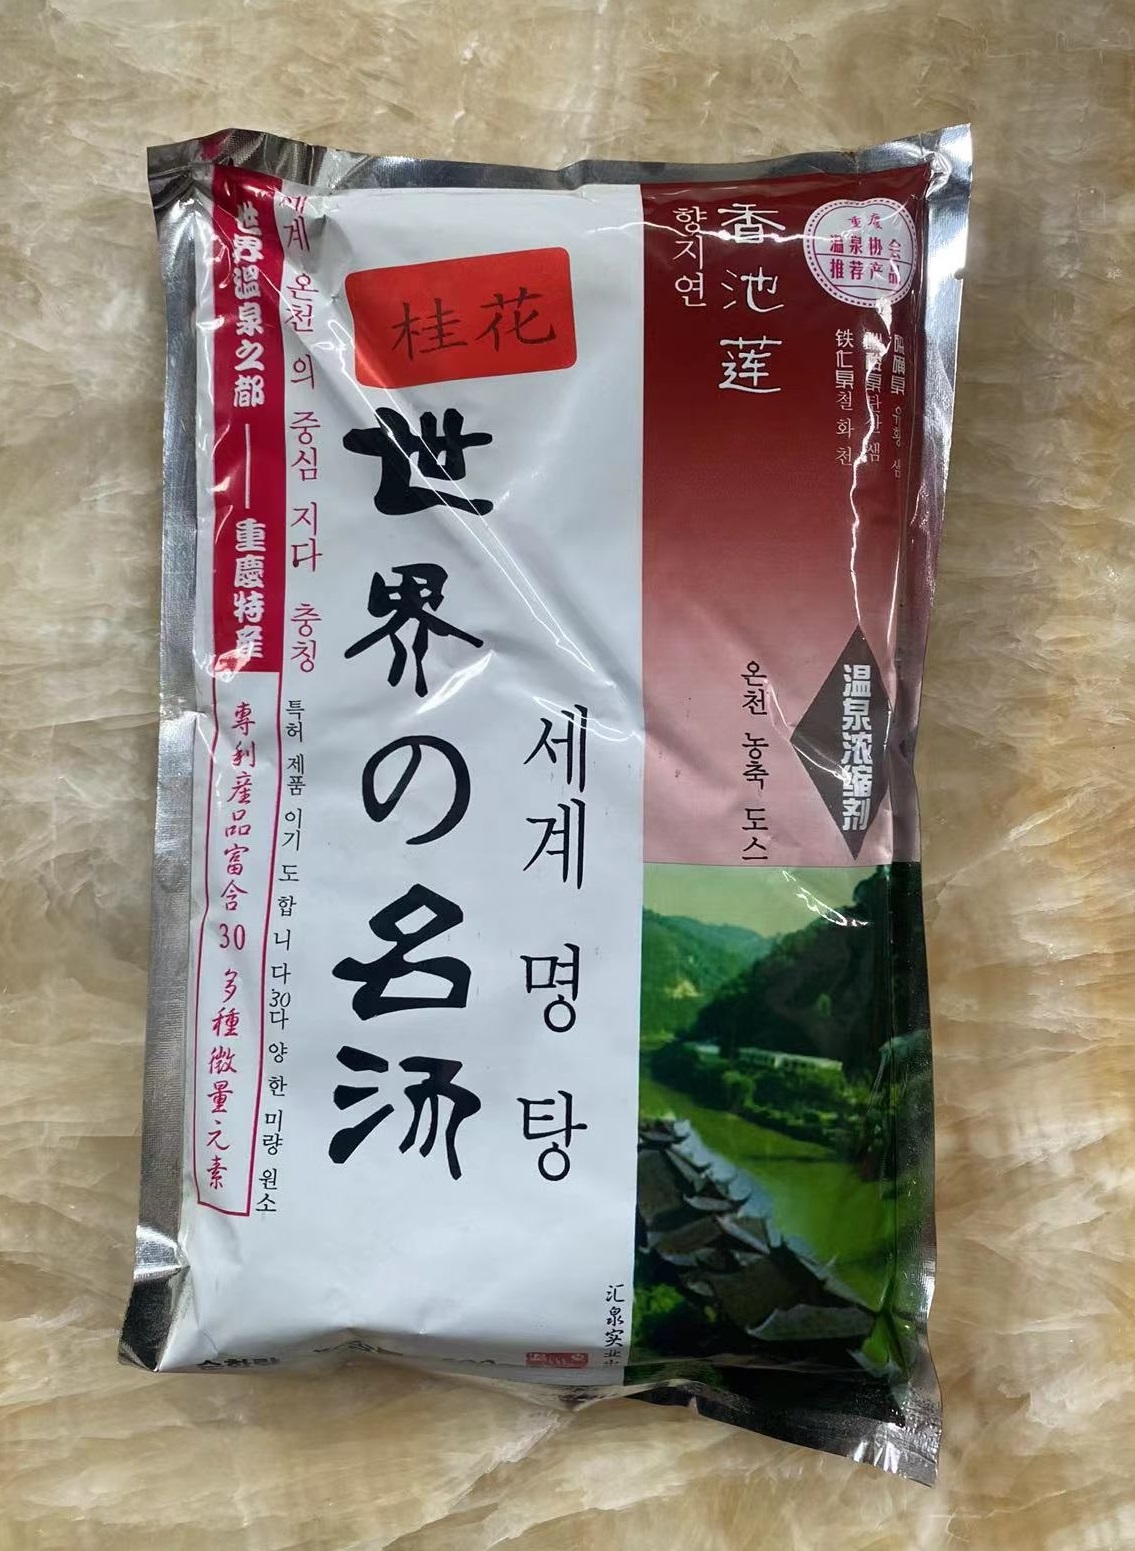 世界温泉之都——重慶特産
세계 온천 의 중심 지다 충칭
專利産品富含30多種微量元素
특허 제품 이기 도 합니다30다양한 미량 원소
桂花
世界の名汤
세계 명탕
香池莲
향지연
重庆
温泉协会
推荐产品
철화천
온천 농축 도스
温泉浓缩剂
汇泉实业